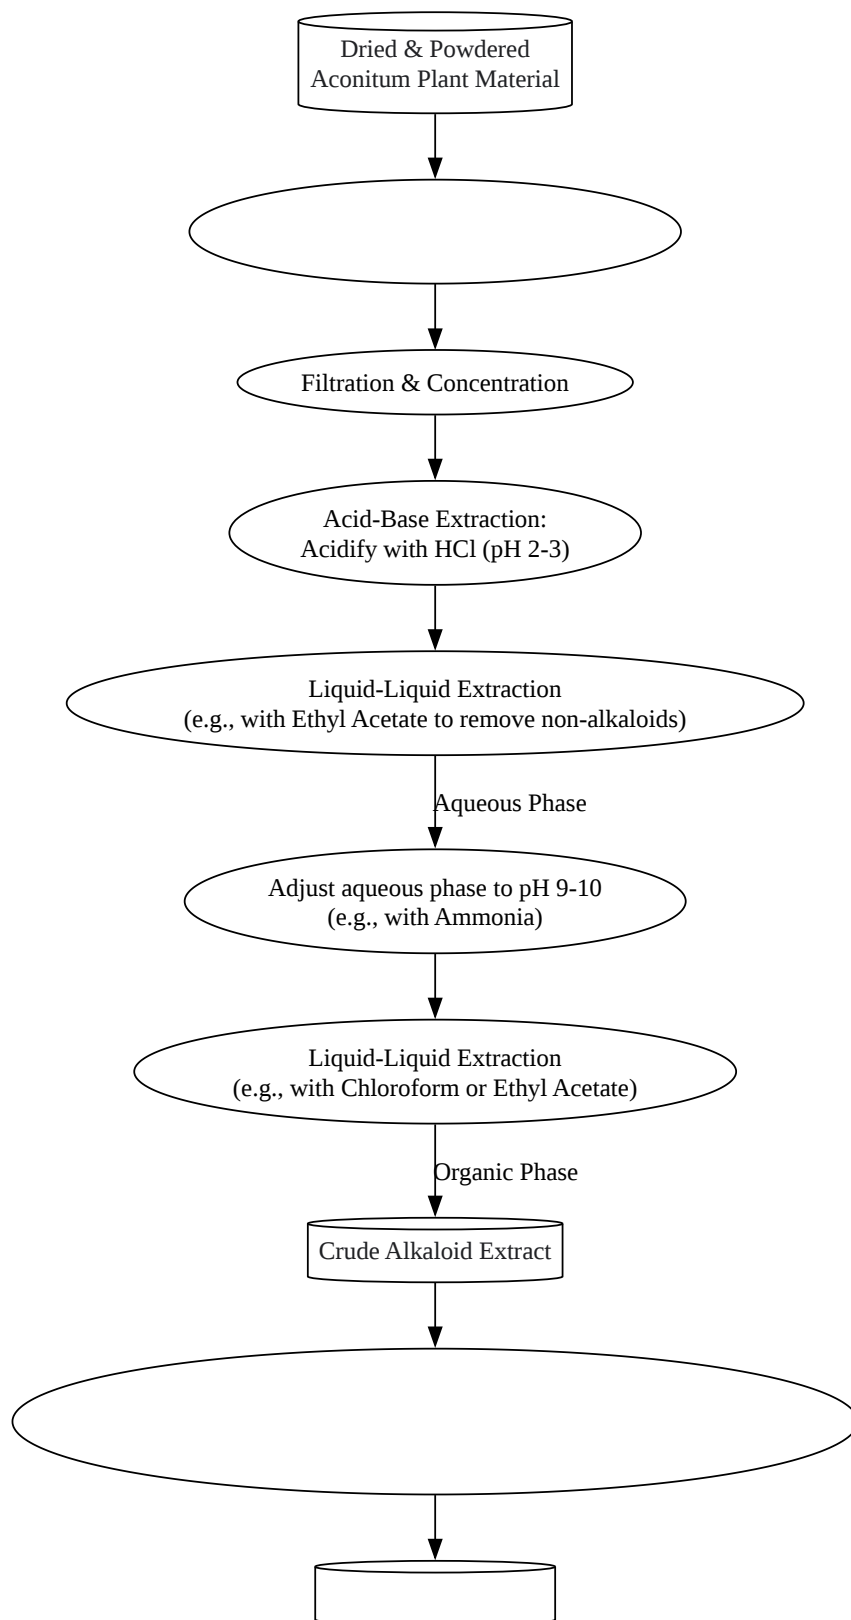 Dried & Powdered
Aconitum Plant Material
Filtration & Concentration
Acid-Base Extraction:
Acidify with HCl (pH 2-3)
Liquid-Liquid Extraction
(e.g., with Ethyl Acetate to remove non-alkaloids)
Aqueous Phase
Adjust aqueous phase to pH 9-10
(e.g., with Ammonia)
Liquid-Liquid Extraction
(e.g., with Chloroform or Ethyl Acetate)
Organic Phase
Crude Alkaloid Extract